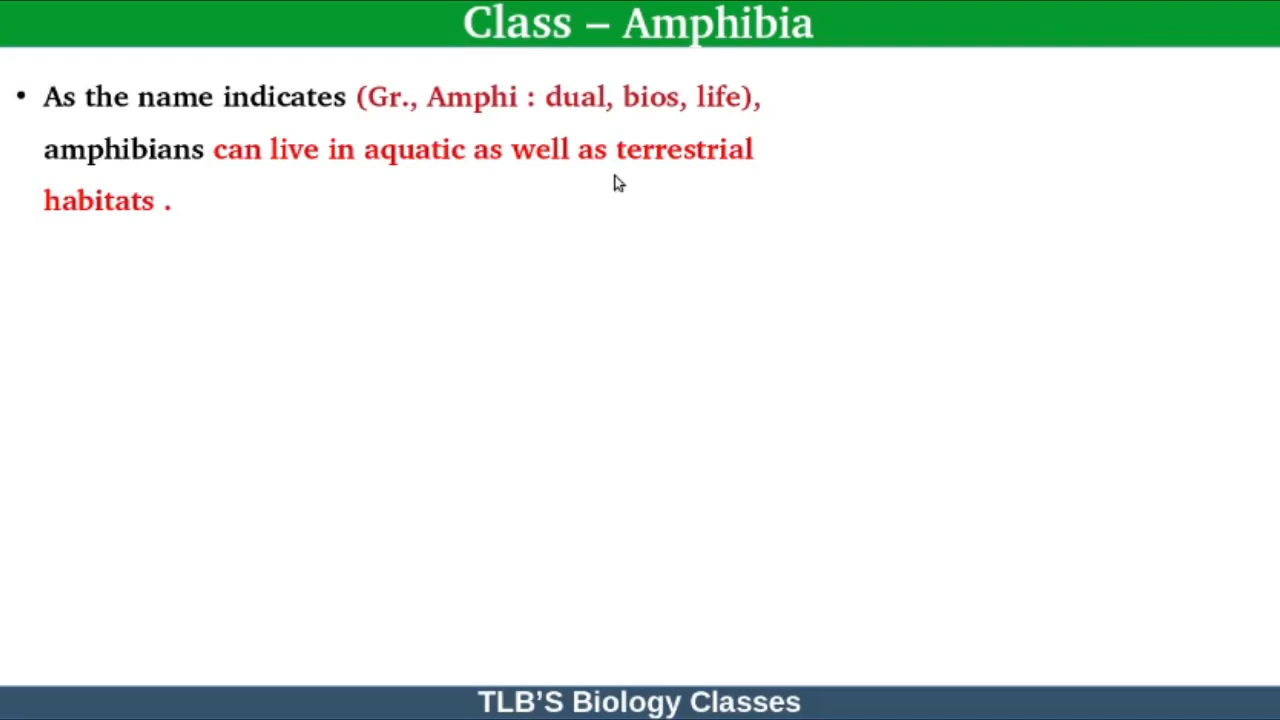 Class – Amphibia
• As the name indicates (Gr., Amphi : dual, bios, life),
amphibians can live in aquatic as well as terrestrial
habitats .
TLB’S Biology Classes